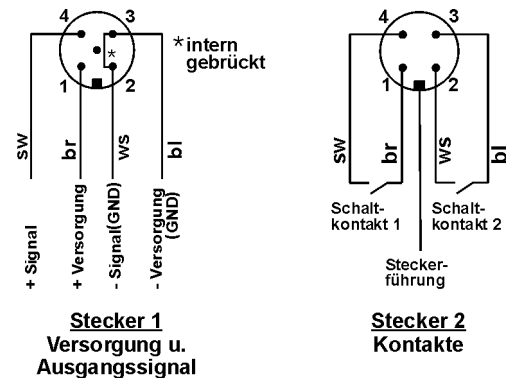 4 3
*intern
gebrückt
*
1 2
sw br ws bl
+ Signal
+ Versorgung
- Signal(GND)
- Versorgung
(GND)
Stecker 1
Versorgung u.
Ausgangssignal
4 3
1 2
sw br ws bl
Schalt-
kontakt 1
Schalt-
kontakt 2
Stecker-
führung
Stecker 2
Kontakte